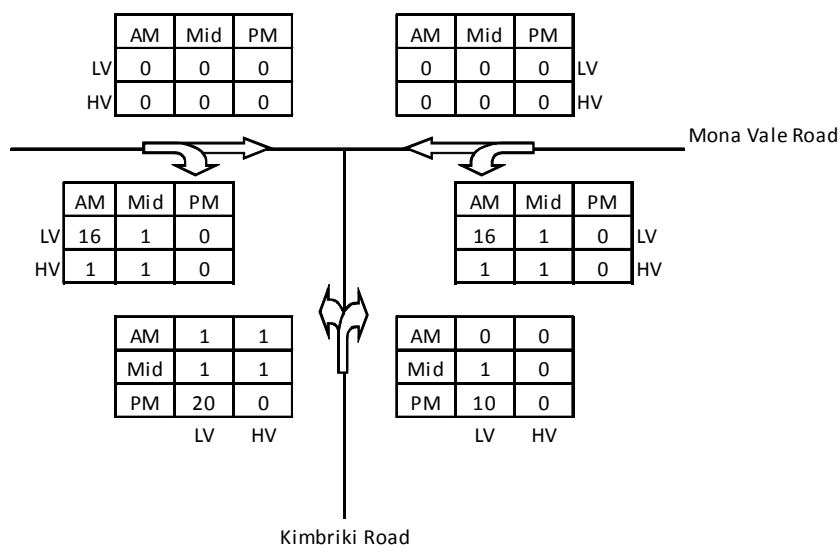 AM Mid PM
LV 0 0 0
HV 0 0 0
AM Mid PM
0 0 0 LV
0 0 0 HV
Mona Vale Road
AM Mid PM
LV 16 1 0
HV 1 1 0
AM Mid PM
16 1 0 LV
1 1 0 HV
AM 1 1
Mid 1 1
PM 20 0
LV HV
AM 0 0
Mid 1 0
PM 10 0
LV HV
Kimbriki Road